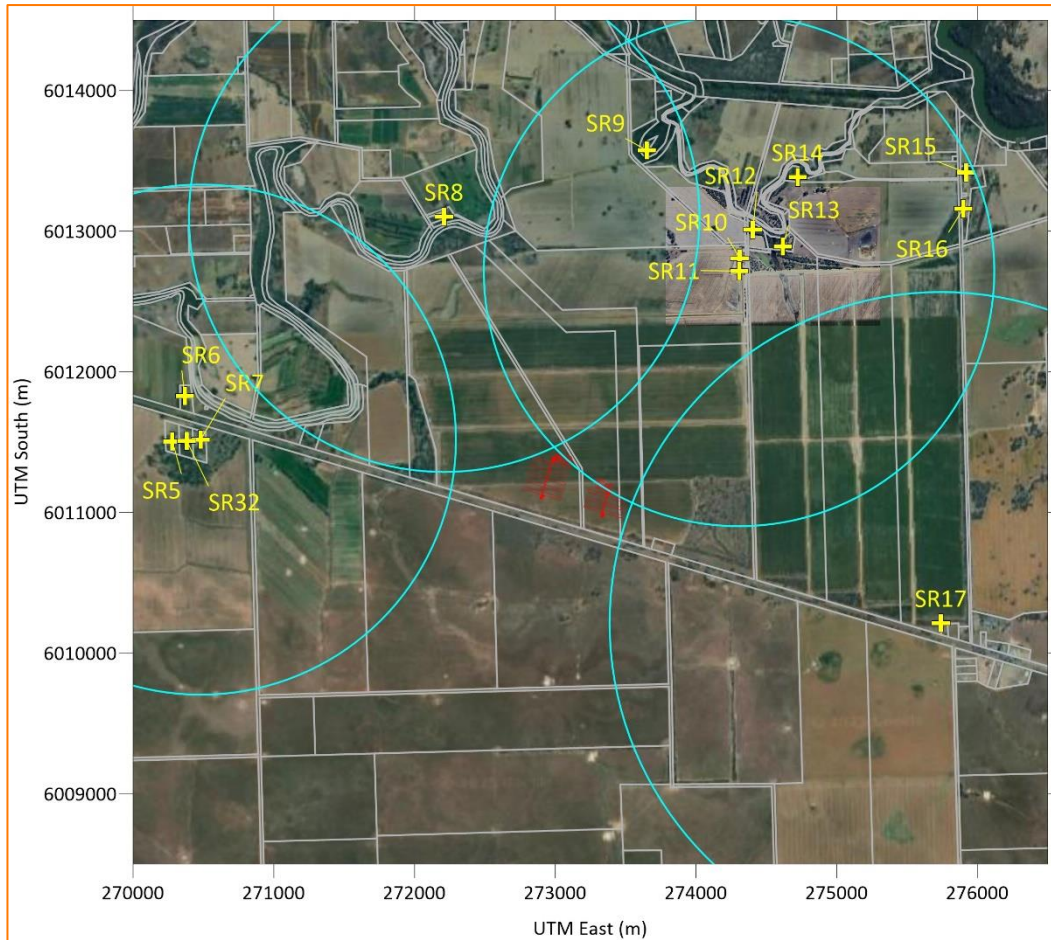 6014000
SR9
SR14
SR15
SR12
SR8
SR13
6013000
SR10
SR16
SR11
UTM South (m)
6012000
SR6
SR7
SR5
SR32
6011000
SR17
6010000
6009000
270000 271000 272000 273000 274000 275000 276000
UTM East (m)